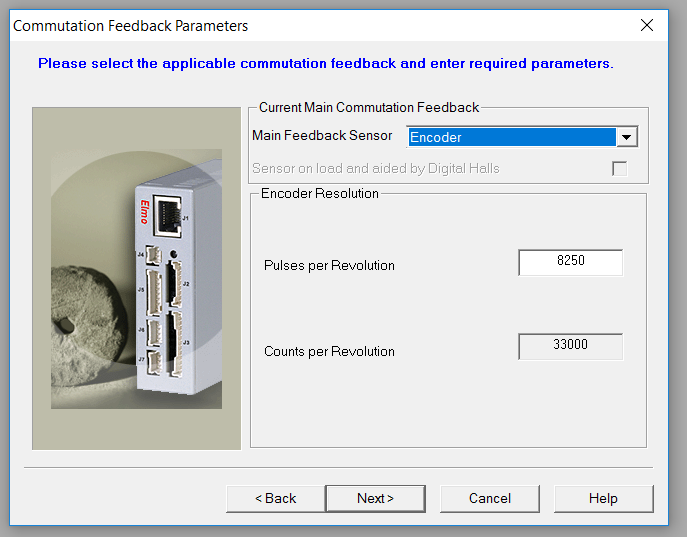 Commutation Feedback Parameters
Please select the applicable commutation feedback and enter required parameters.
Current Main Commutation Feedback
Main Feedback Sensor Encoder
Sensor on load and aided by Digital Halls
Encoder Resolution
Pulses per Revolution 8250
Counts per Revolution 33000
Elmo
J1
J4
J2
J5
J6
J3
J7
< Back Next > Cancel Help